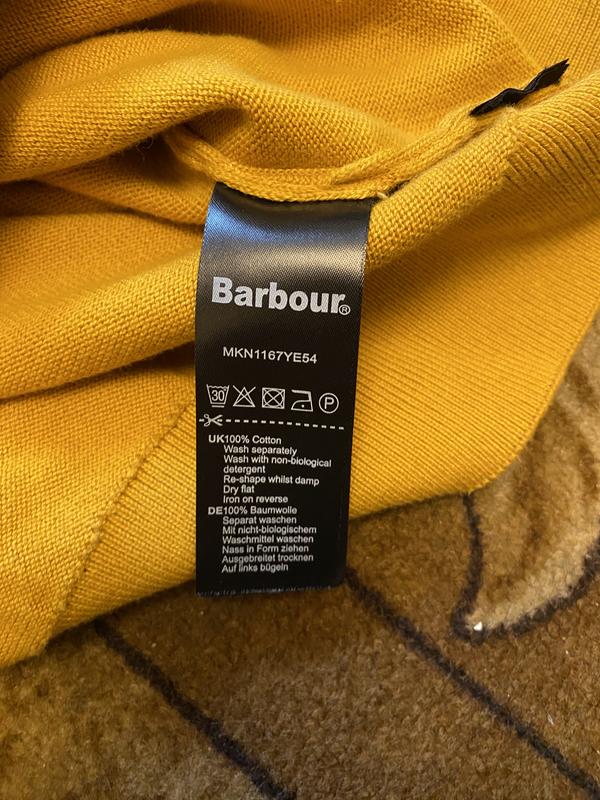 Barbour®
MKN1167YE54
30 P
UK100% Cotton
Wash separately
Wash with non-biological
detergent
Re-shape whilst damp
Dry flat
Iron on reverse
DE100% Baumwolle
Separat waschen
Mit nicht-biologischem
Waschmittel waschen
Nass in Form ziehen
Ausgebreitet trocknen
Auf links bügeln